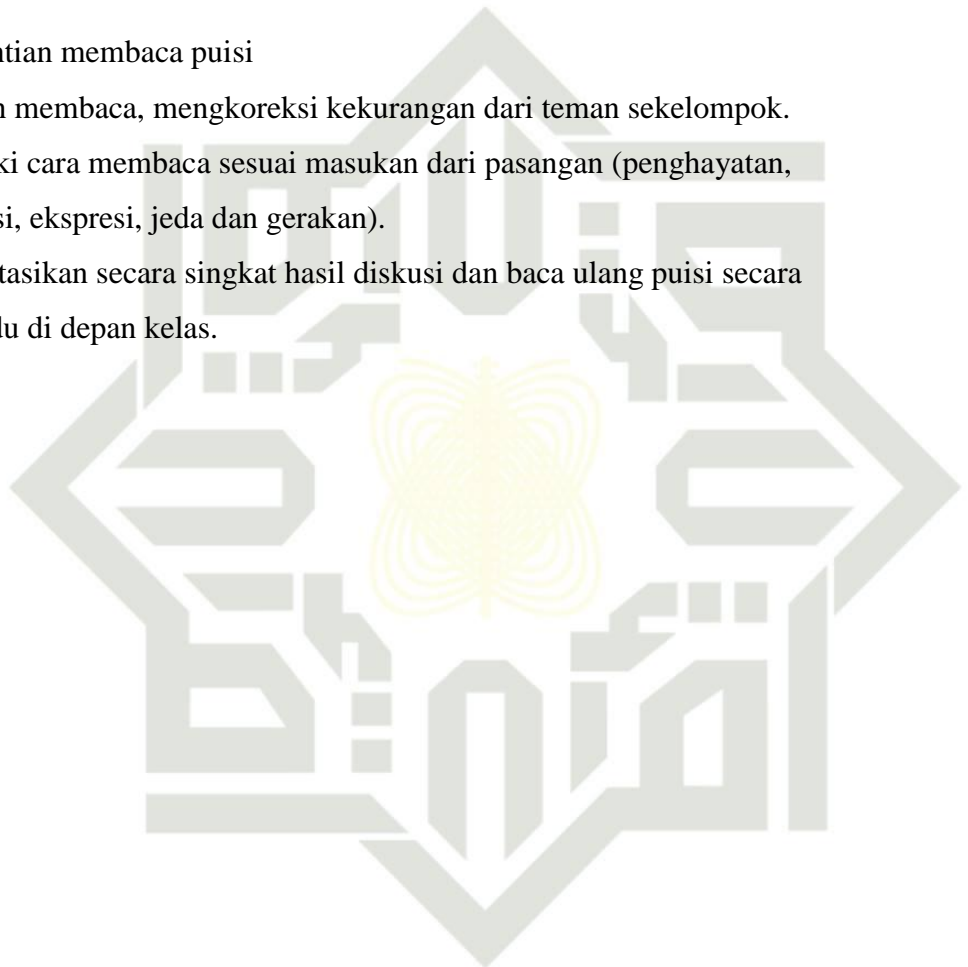 ntian membaca puisi
n membaca, mengkoreksi kekurangan dari teman sekelompok.
ki cara membaca sesuai masukan dari pasangan (penghayatan,
si, ekspresi, jeda dan gerakan).
tasikan secara singkat hasil diskusi dan baca ulang puisi secara
du di depan kelas.